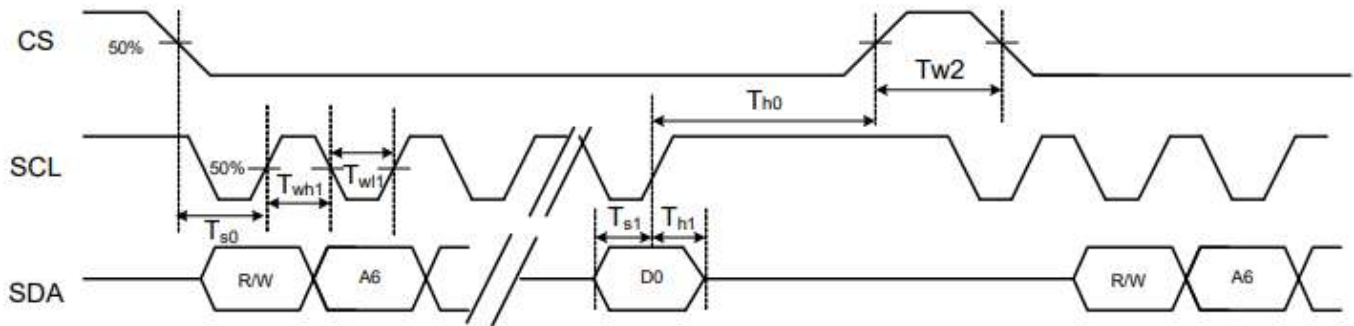 CS
50%
Tw2
Th0
SCL
50%
Twh1
Twl1
Ts0
Ts1
Th1
SDA
R/W
A6
D0
R/W
A6